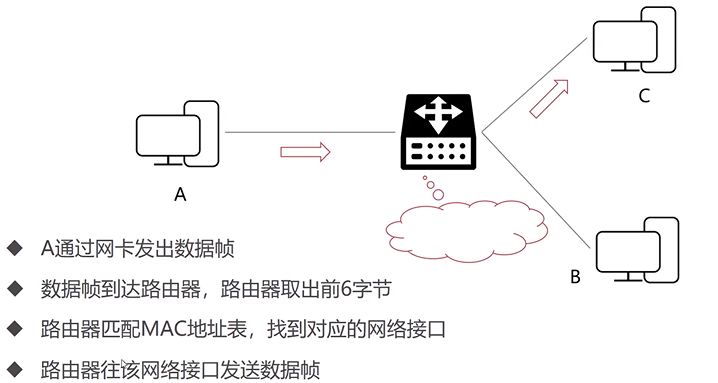 C
A
B
A通过网卡发出数据帧
数据帧到达路由器，路由器取出前6字节
路由器匹配MAC地址表，找到对应的网络接口
路由器往该网络接口发送数据帧